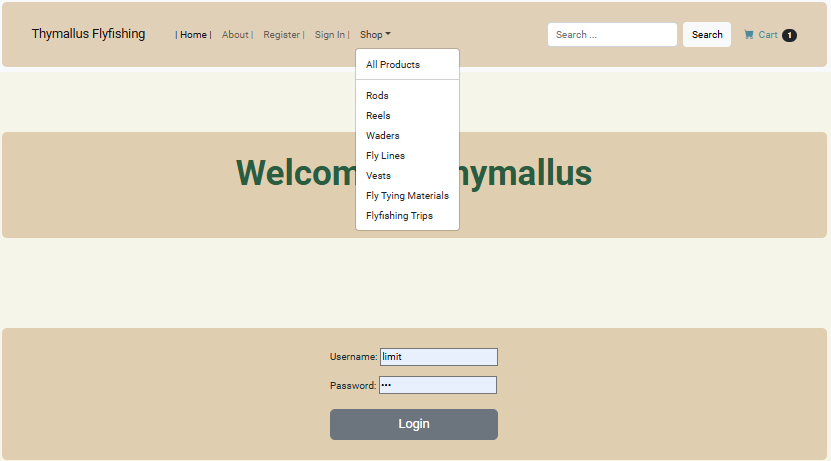 Thymallus Flyfishing | Home | About | Register | Sign In | Shop Search ... Search Cart 1
All Products
Rods
Reels
Waders
Fly Lines
Vests
Fly Tying Materials
Flyfishing Trips
Welcom hymallus
Username: limit
Password: •••
Login